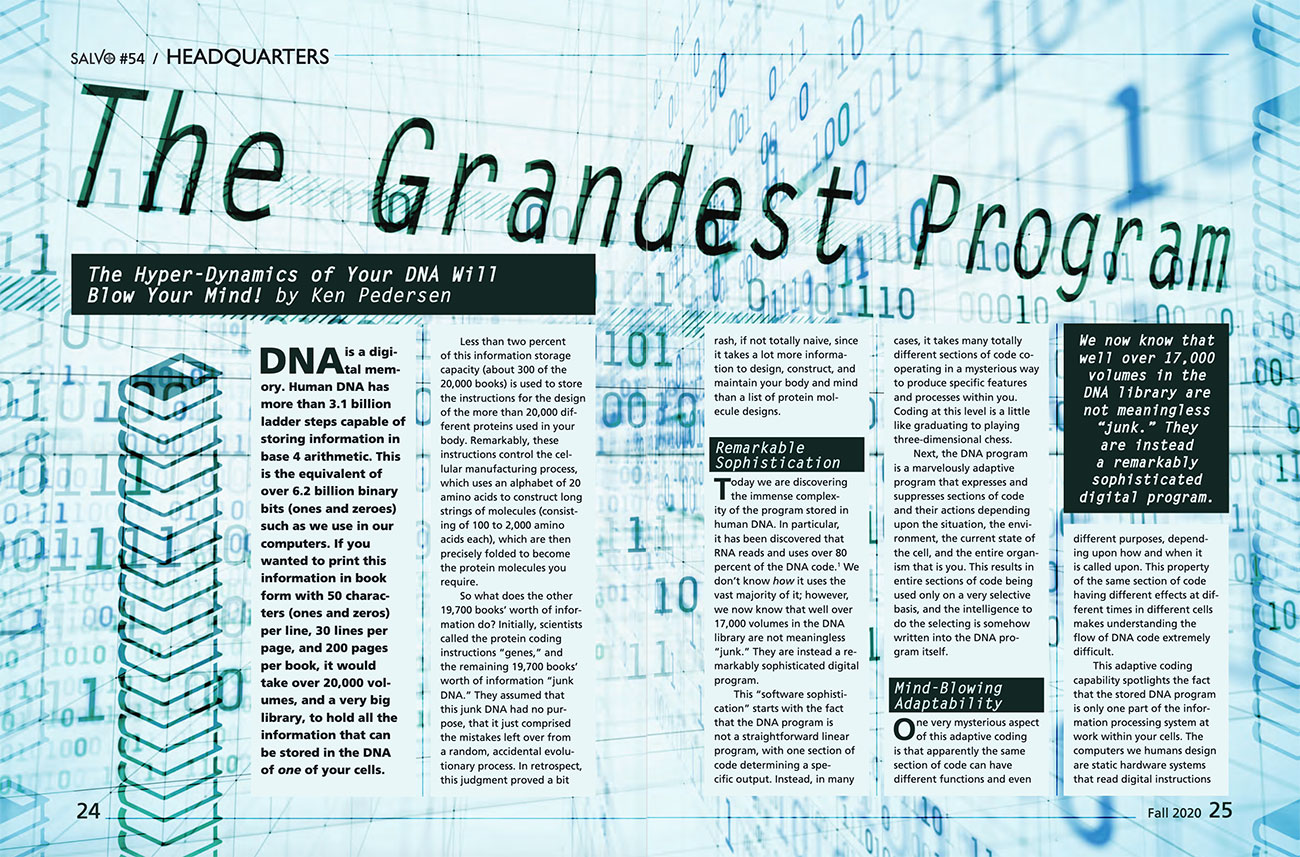 SALVO #54 / HEADQUARTERS
The Grandest Program
The Hyper-Dynamics of Your DNA Will
Blow Your Mind! by Ken Pedersen
DNA is a digi-
tal mem-
ory. Human DNA has
more than 3.1 billion
ladder steps capable of
storing information in
base 4 arithmetic. This
is the equivalent of
over 6.2 billion binary
bits (ones and zeroes)
such as we use in our
computers. If you
wanted to print this
information in book
form with 50 charac-
ters (ones and zeros)
per line, 30 lines per
page, and 200 pages
per book, it would
take over 20,000 vol-
umes, and a very big
library, to hold all the
information that can
be stored in the DNA
of one of your cells.
Less than two percent
of this information storage
capacity (about 300 of the
20,000 books) is used to store
the instructions for the design
of the more than 20,000 dif-
ferent proteins used in your
body. Remarkably, these
instructions control the cel-
lular manufacturing process,
which uses an alphabet of 20
amino acids to construct long
strings of molecules (consist-
ing of 100 to 2,000 amino
acids each), which are then
precisely folded to become
the protein molecules you
require.
So what does the other
19,700 books' worth of infor-
mation do? Initially, scientists
called the protein coding
instructions “genes,” and
the remaining 19,700 books'
worth of information “junk
DNA.” They assumed that
this junk DNA had no pur-
pose, that it just comprised
the mistakes left over from
a random, accidental evolu-
tionary process. In retrospect,
this judgment proved a bit
rash, if not totally naive, since
it takes a lot more informa-
tion to design, construct, and
maintain your body and mind
than a list of protein mol-
ecule designs.
Remarkable
Sophistication
Today we are discovering
the immense complex-
ity of the program stored in
human DNA. In particular,
it has been discovered that
RNA reads and uses over 80
percent of the DNA code.¹ We
don't know how it uses the
vast majority of it; however,
we now know that well over
17,000 volumes in the DNA
library are not meaningless
“junk.” They are instead a re-
markably sophisticated digital
program.
This “software sophisti-
cation” starts with the fact
that the DNA program is
not a straightforward linear
program, with one section of
code determining a spe-
cific output. Instead, in many
cases, it takes many totally
different sections of code co-
operating in a mysterious way
to produce specific features
and processes within you.
Coding at this level is a little
like graduating to playing
three-dimensional chess.
Next, the DNA program
is a marvelously adaptive
program that expresses and
suppresses sections of code
and their actions depending
upon the situation, the envi-
ronment, the current state of
the cell, and the entire organ-
ism that is you. This results in
entire sections of code being
used only on a very selective
basis, and the intelligence to
do the selecting is somehow
written into the DNA pro-
gram itself.
Mind-Blowing
Adaptability
One very mysterious aspect
of this adaptive coding
is that apparently the same
section of code can have
different functions and even
We now know that
well over 17,000
volumes in the
DNA library are
not meaningless
“junk.” They
are instead
a remarkably
sophisticated
digital program.
different purposes, depend-
ing upon how and when it
is called upon. This property
of the same section of code
having different effects at dif-
ferent times in different cells
makes understanding the
flow of DNA code extremely
difficult.
This adaptive coding
capability spotlights the fact
that the stored DNA program
is only one part of the infor-
mation processing system at
work within your cells. The
computers we humans design
are static hardware systems
that read digital instructions
24
Fall 2020 25